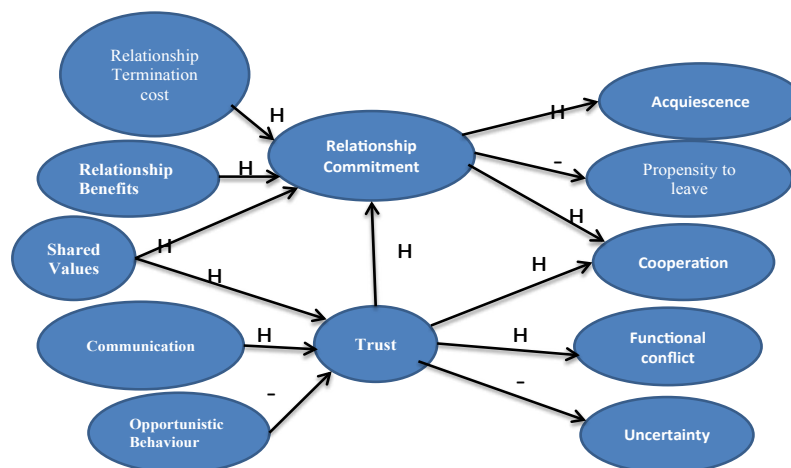 Relationship
Termination
cost
H
Relationship
Commitment
H
Acquiescence
Relationship
Benefits
H
-
Propensity to
leave
Shared
Values
H
H
H
H
H
Cooperation
Communication
H
Trust
H
Functional
conflict
Opportunistic
Behaviour
-
-
Uncertainty